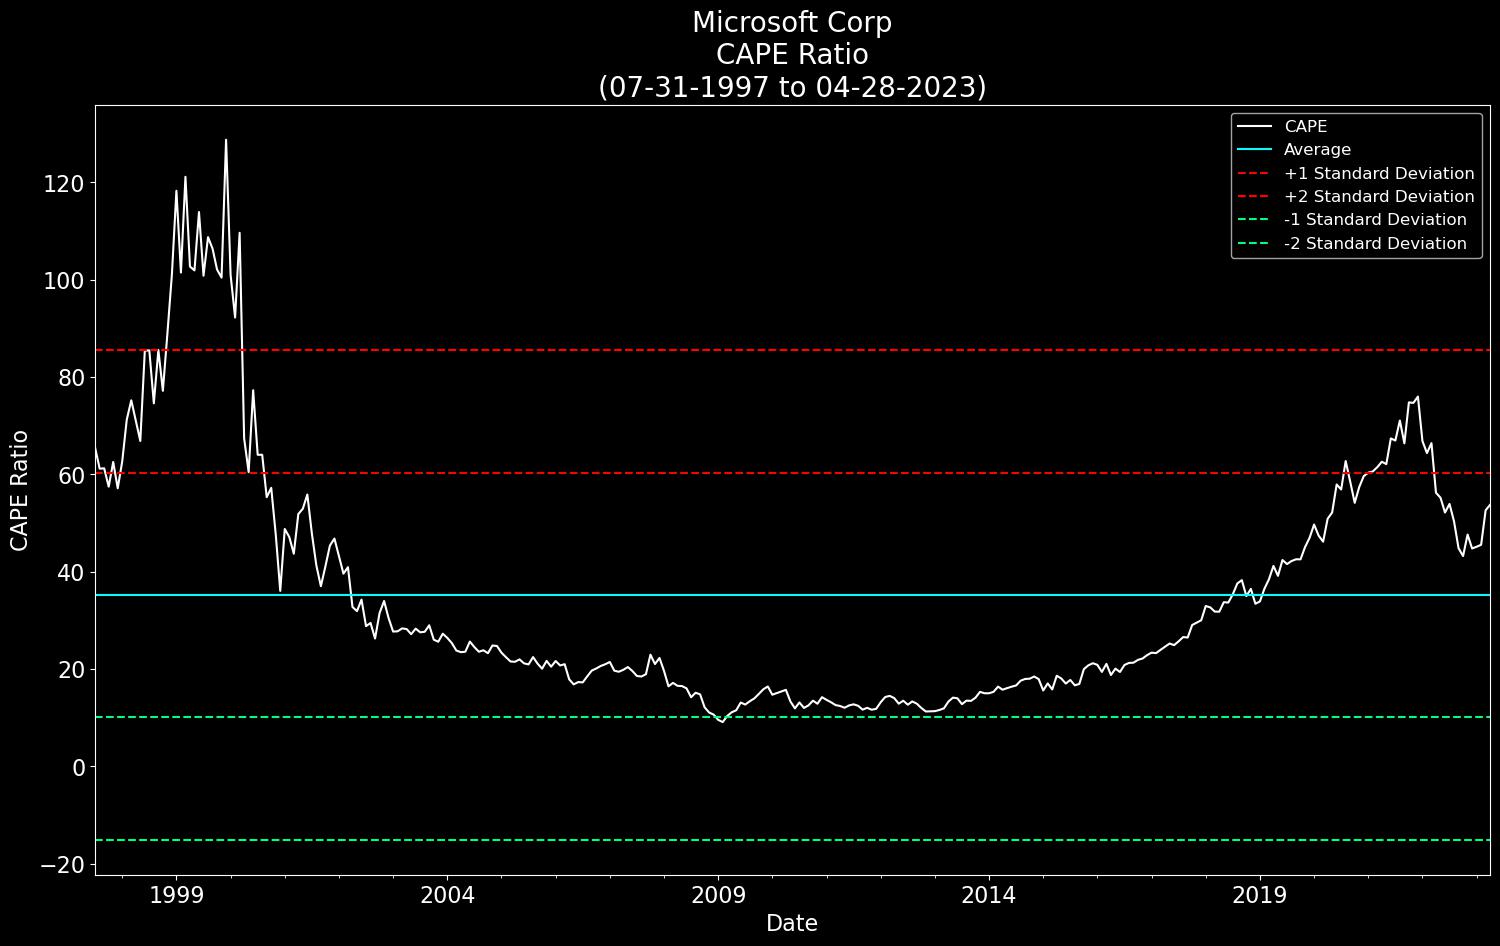 Microsoft Corp
CAPE Ratio
(07-31-1997 to 04-28-2023)
CAPE
Average
+1 Standard Deviation
+2 Standard Deviation
-1 Standard Deviation
-2 Standard Deviation
CAPE Ratio
120
100
80
60
40
20
0
−20
1999 2004 2009 2014 2019
Date